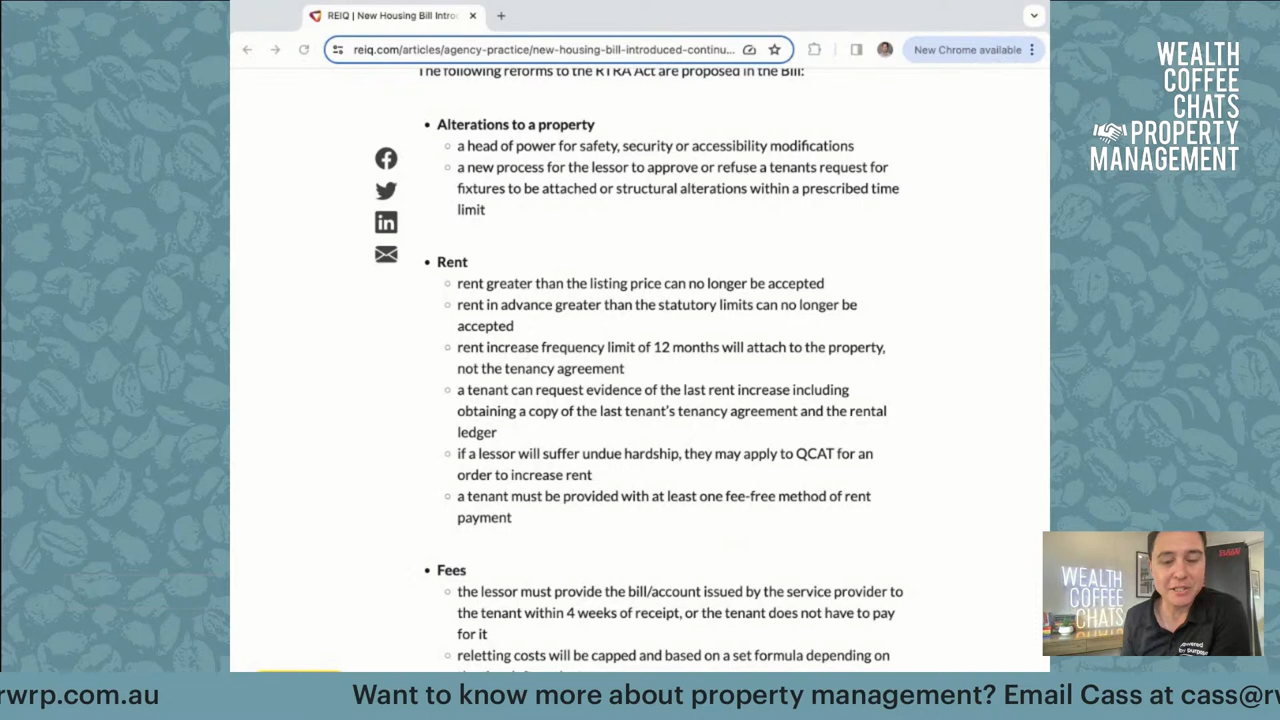 REIQ | New Housing Bill Intro
reiq.com/articles/agency-practice/new-housing-bill-introduced-continu...
New Chrome available
The following reforms to the RTRA Act are proposed in the Bill:
• Alterations to a property
◦ a head of power for safety, security or accessibility modifications
◦ a new process for the lessor to approve or refuse a tenants request for
fixtures to be attached or structural alterations within a prescribed time
limit
• Rent
◦ rent greater than the listing price can no longer be accepted
◦ rent in advance greater than the statutory limits can no longer be
accepted
◦ rent increase frequency limit of 12 months will attach to the property,
not the tenancy agreement
◦ a tenant can request evidence of the last rent increase including
obtaining a copy of the last tenant's tenancy agreement and the rental
ledger
◦ if a lessor will suffer undue hardship, they may apply to QCAT for an
order to increase rent
◦ a tenant must be provided with at least one fee-free method of rent
payment
• Fees
◦ the lessor must provide the bill/account issued by the service provider to
the tenant within 4 weeks of receipt, or the tenant does not have to pay
for it
◦ reletting costs will be capped and based on a set formula depending on
WEALTH
COFFEE
CHATS
PROPERTY
MANAGEMENT
WEALTH
COFFEE
CHATS
R&W
powered
by purpose
rwrp.com.au
Want to know more about property management? Email Cass at cass@rw